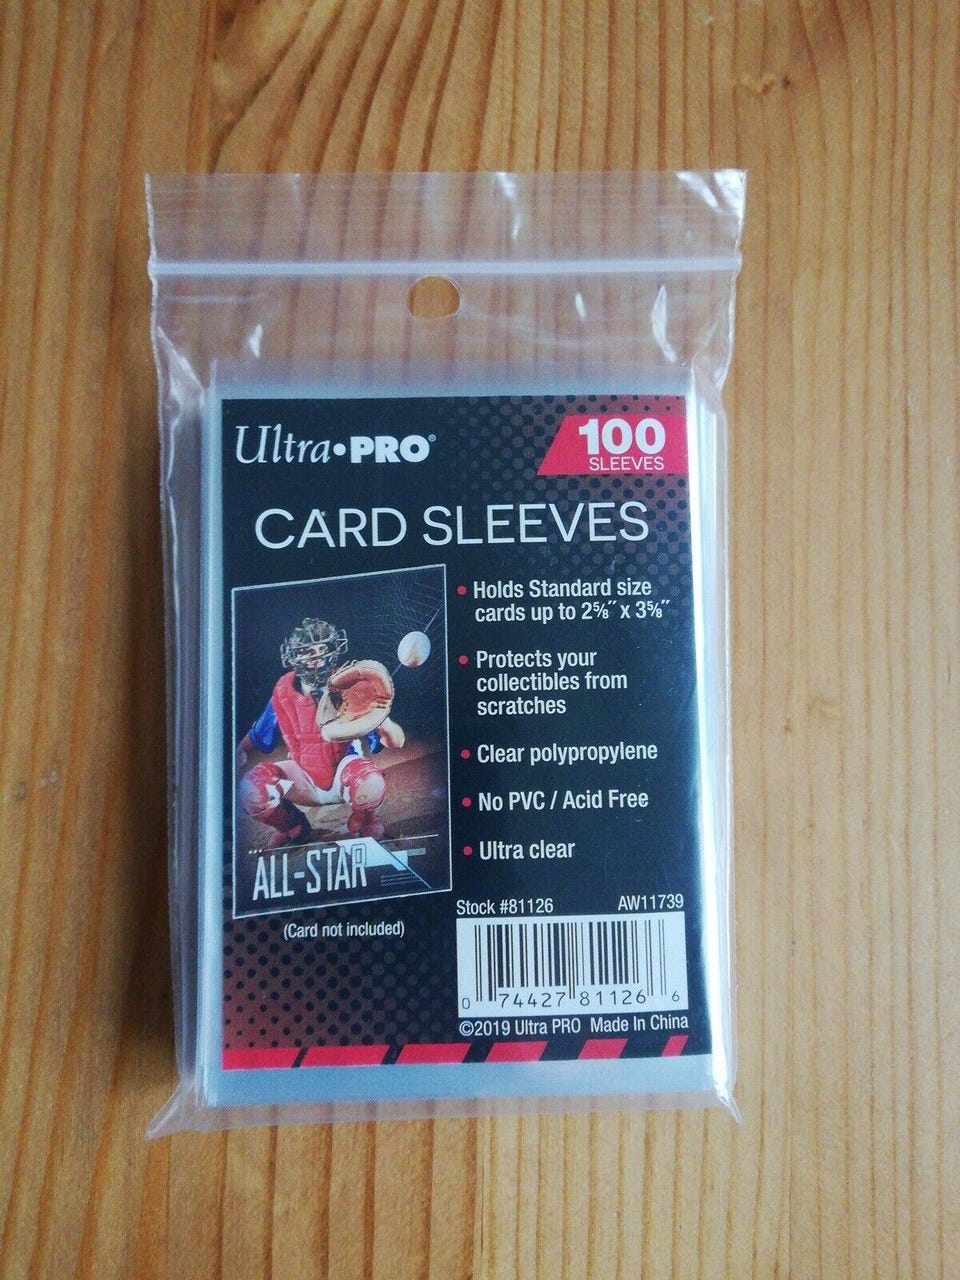 Ultra•PRO®
100
SLEEVES
CARD SLEEVES
• Holds Standard size
cards up to 2⅝" x 3⅝"
• Protects your
collectibles from
scratches
• Clear polypropylene
• No PVC / Acid Free
• Ultra clear
ALL-STAR
(Card not included)
Stock #81126 AW11739
0 74427 81126 6
©2019 Ultra PRO Made In China